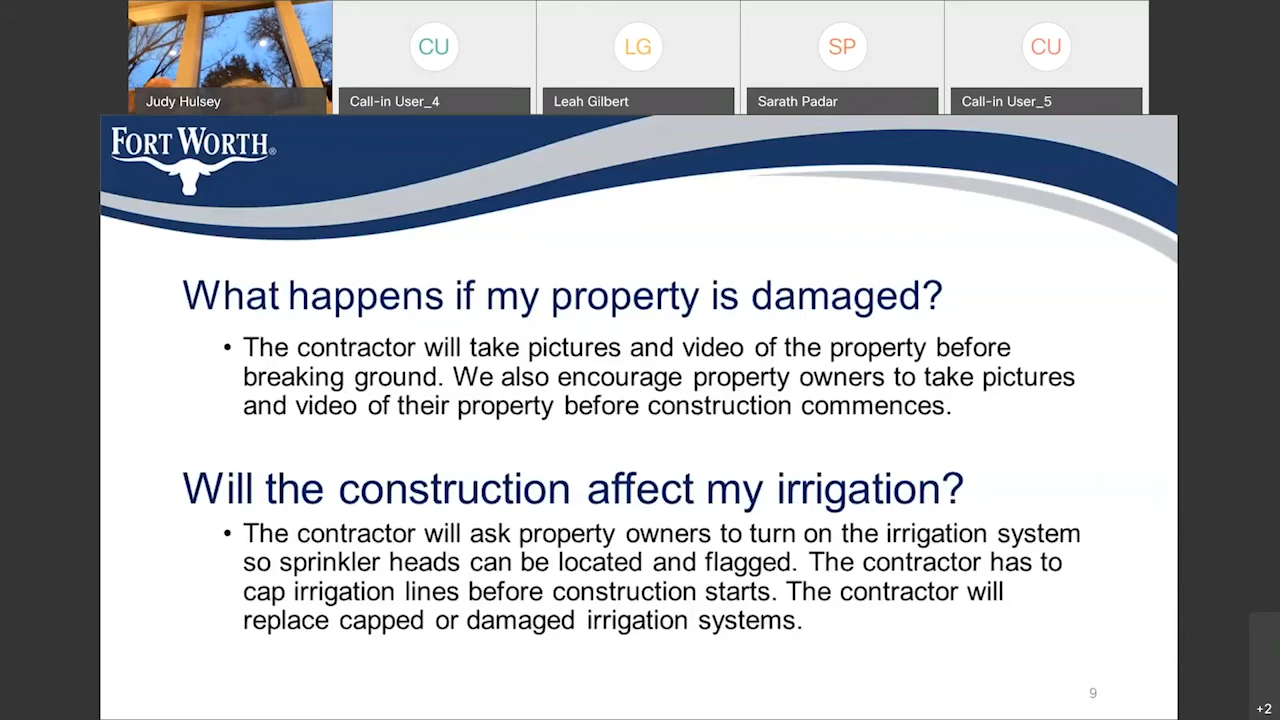 CU
LG
SP
CU
Judy Hulsey
Call-in User_4
Leah Gilbert
Sarath Padar
Call-in User_5
FORT WORTH®
What happens if my property is damaged?
• The contractor will take pictures and video of the property before
breaking ground. We also encourage property owners to take pictures
and video of their property before construction commences.
Will the construction affect my irrigation?
• The contractor will ask property owners to turn on the irrigation system
so sprinkler heads can be located and flagged. The contractor has to
cap irrigation lines before construction starts. The contractor will
replace capped or damaged irrigation systems.
9
+2